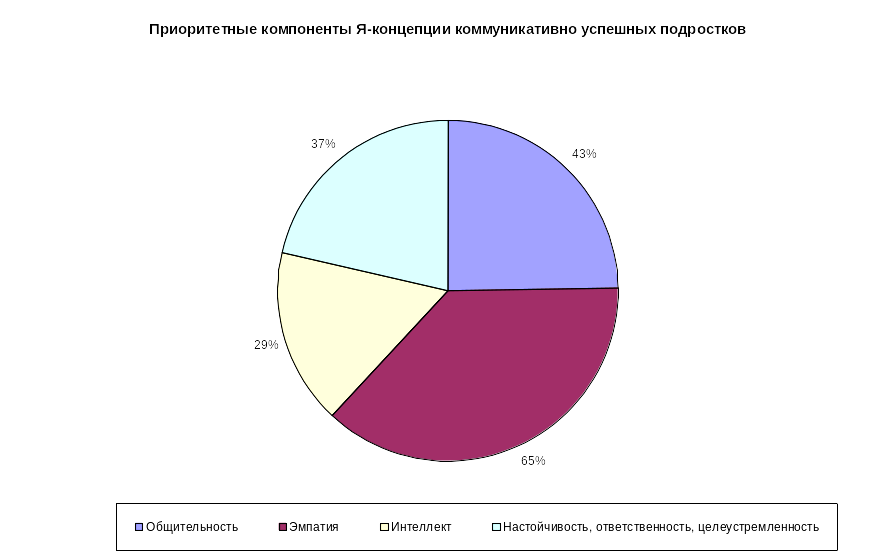 Приоритетные компоненты Я-концепции коммуникативно успешных подростков
37%
43%
29%
65%
Общительность
Эмпатия
Интеллект
Настойчивость, ответственность, целеустремленность